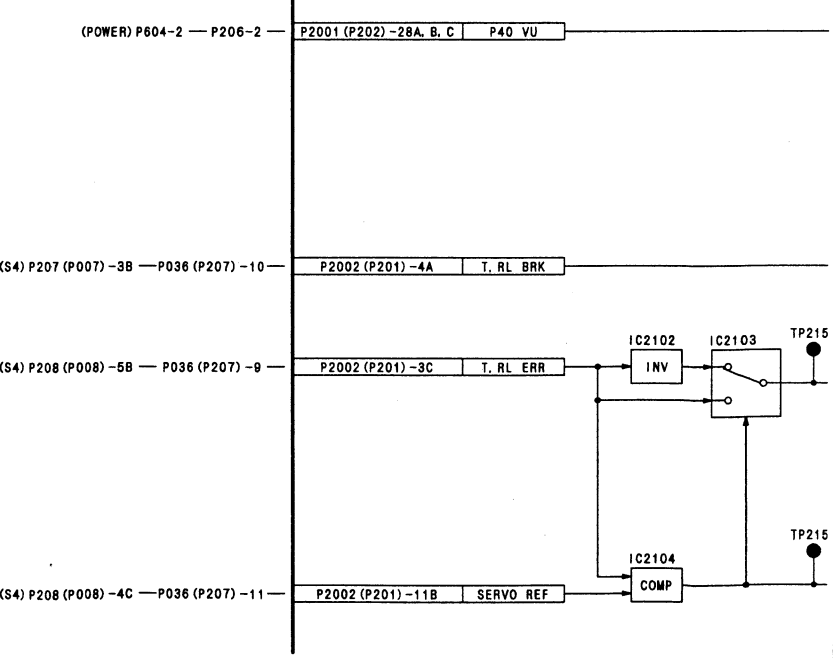 (POWER) P604-2 — P206-2 — P2001 (P202) -28A, B, C P40 VU
(S4) P207 (P007) -3B — P036 (P207) -10 — P2002 (P201) -4A T. RL BRK
IC2102 IC2103 TP215
(S4) P208 (P008) -5B — P036 (P207) -9 — P2002 (P201) -3C T. RL ERR INV
TP215
IC2104
COMP
(S4) P208 (P008) -4C — P036 (P207) -11 — P2002 (P201) -11B SERVO REF